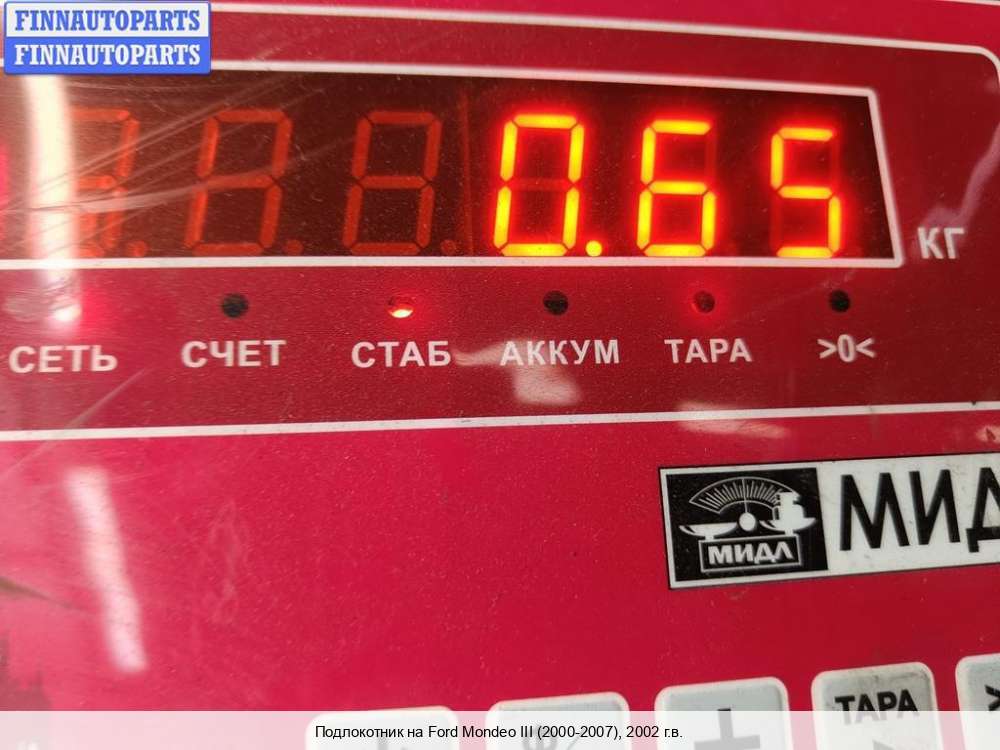 FINNAUTOPARTS
FINNAUTOPARTS
0.65
КГ
СЕТЬ СЧЕТ СТАБ АККУМ ТАРА >0<
МИДЛ
ТАРА
Подлокотник на Ford Mondeo III (2000-2007), 2002 г.в.